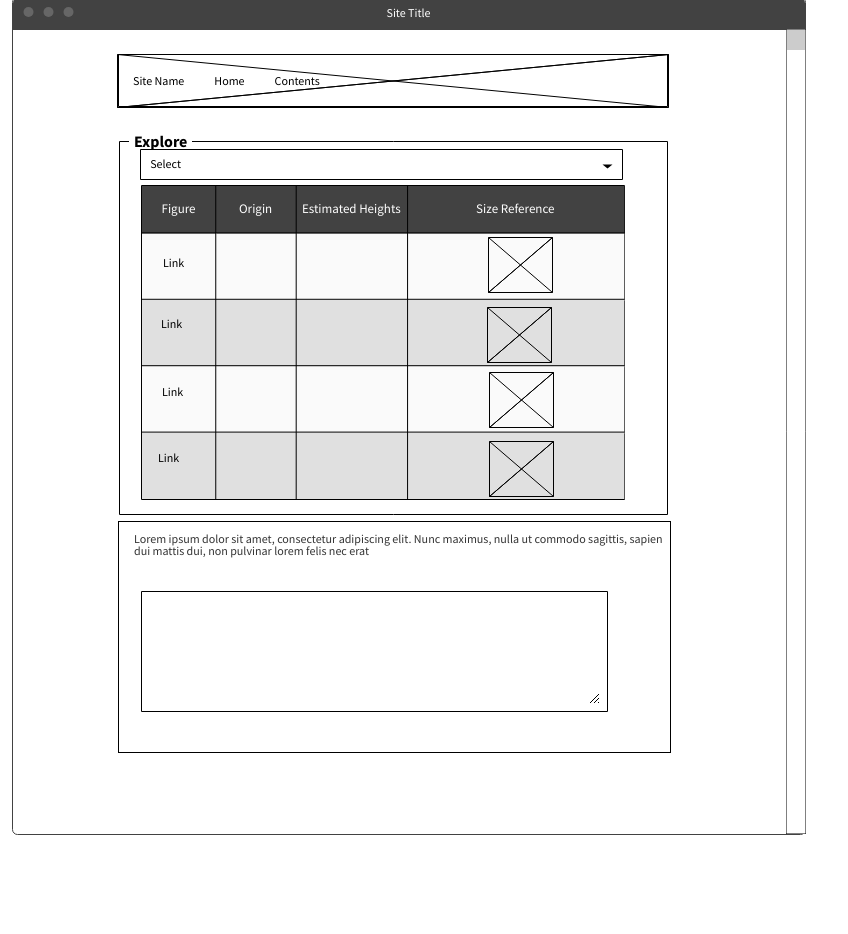 Site Title
Site Name Home Contents
Explore
Select
Figure Origin Estimated Heights Size Reference
Link
Link
Link
Link
Lorem ipsum dolor sit amet, consectetur adipiscing elit. Nunc maximus, nulla ut commodo sagittis, sapien
dui mattis dui, non pulvinar lorem felis nec erat